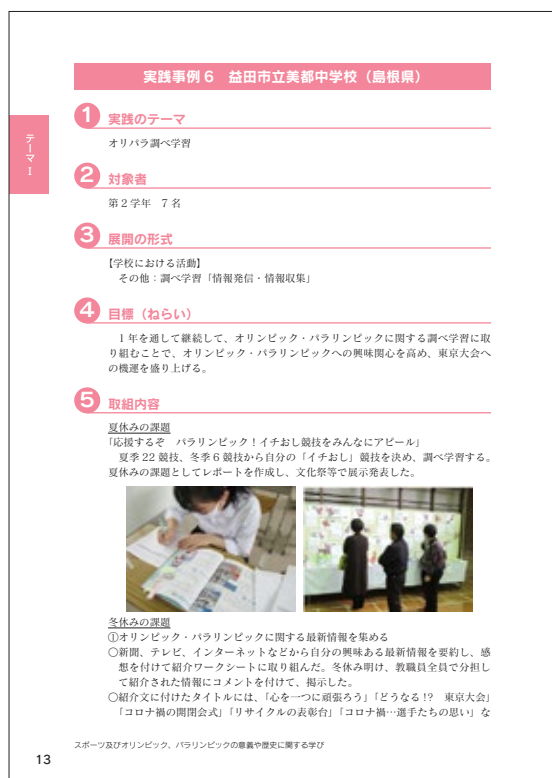 実践事例6 益田市立美都中学校(島根県)
テーマⅠ
1 実践のテーマ
オリパラ調べ学習
2 対象者
第2学年 7名
3 展開の形式
【学校における活動】
その他:調べ学習「情報発信・情報収集」
4 目標(ねらい)
1年を通して継続して、オリンピック・パラリンピックに関する調べ学習に取
り組むことで、オリンピック・パラリンピックへの興味関心を高め、東京大会へ
の機運を盛り上げる。
5 取組内容
夏休みの課題
「応援するぞ パラリンピック!イチおし競技をみんなにアピール」
夏季22競技、冬季6競技から自分の「イチおし」競技を決め、調べ学習する。
夏休みの課題としてレポートを作成し、文化祭等で展示発表した。
冬休みの課題
①オリンピック・パラリンピックに関する最新情報を集める
○新聞、テレビ、インターネットなどから自分の興味ある最新情報を要約し、感
想を付けて紹介ワークシートに取り組んだ。冬休み明け、教職員全員で分担し
て紹介された情報にコメントを付けて、掲示した。
○紹介文に付けたタイトルには、「心を一つに頑張ろう」「どうなる!? 東京大会」
「コロナ禍の開閉会式」「リサイクルの表彰台」「コロナ禍…選手たちの思い」な
スポーツ及びオリンピック、パラリンピックの意義や歴史に関する学び
13